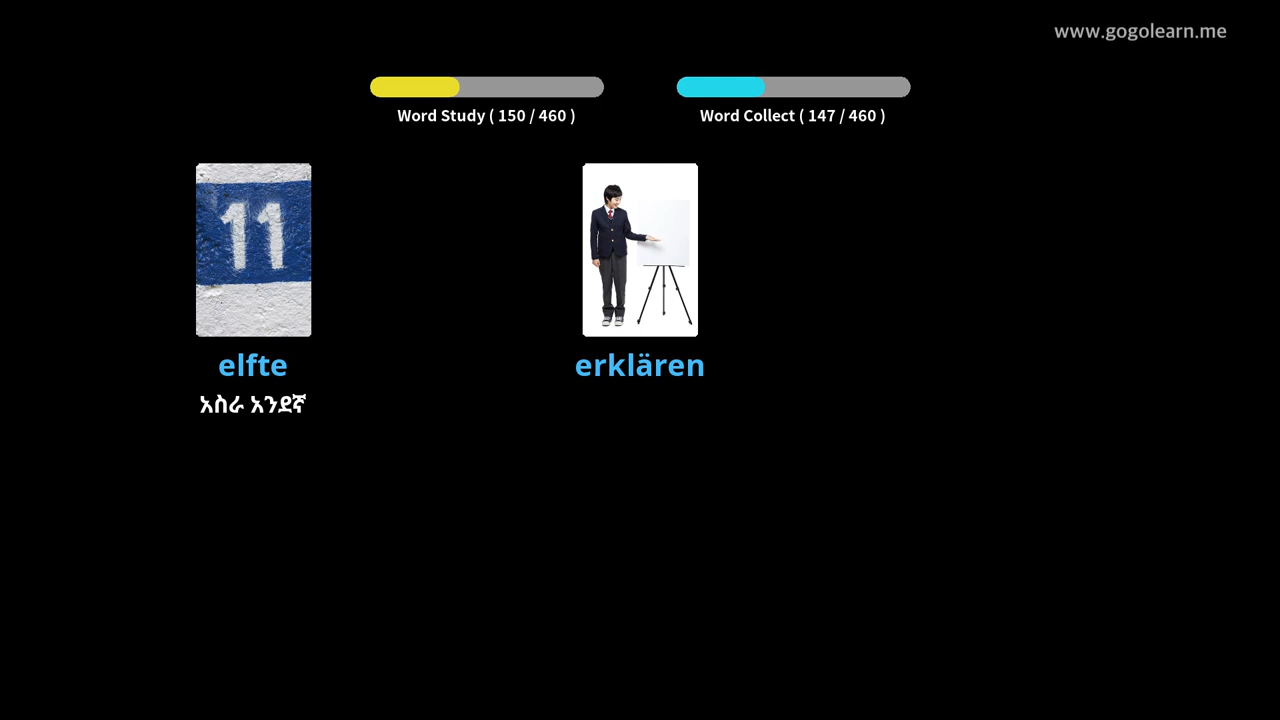 www.gogolearn.me
Word Study ( 150 / 460 )
Word Collect ( 147 / 460 )
11
elfte
አስራ አንደኛ
erklären